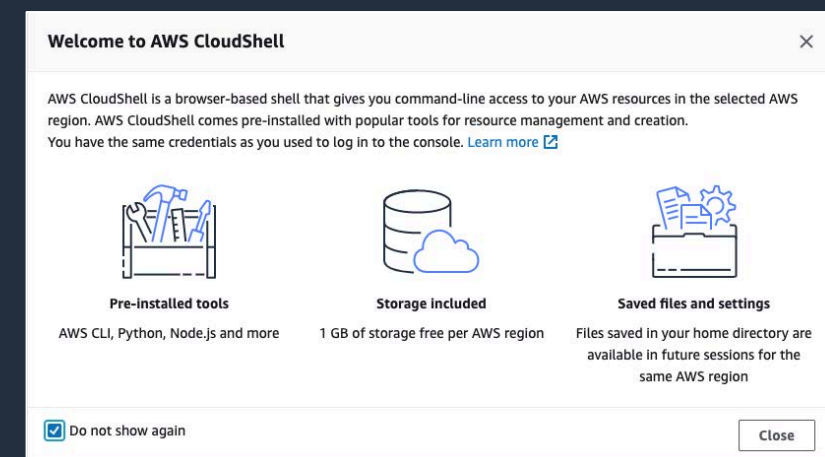 Welcome to AWS CloudShell
AWS CloudShell is a browser-based shell that gives you command-line access to your AWS resources in the selected AWS
region. AWS CloudShell comes pre-installed with popular tools for resource management and creation.
You have the same credentials as you used to log in to the console. Learn more
Pre-installed tools
AWS CLI, Python, Node.js and more
Storage included
1 GB of storage free per AWS region
Saved files and settings
Files saved in your home directory are
available in future sessions for the
same AWS region
Do not show again
Close